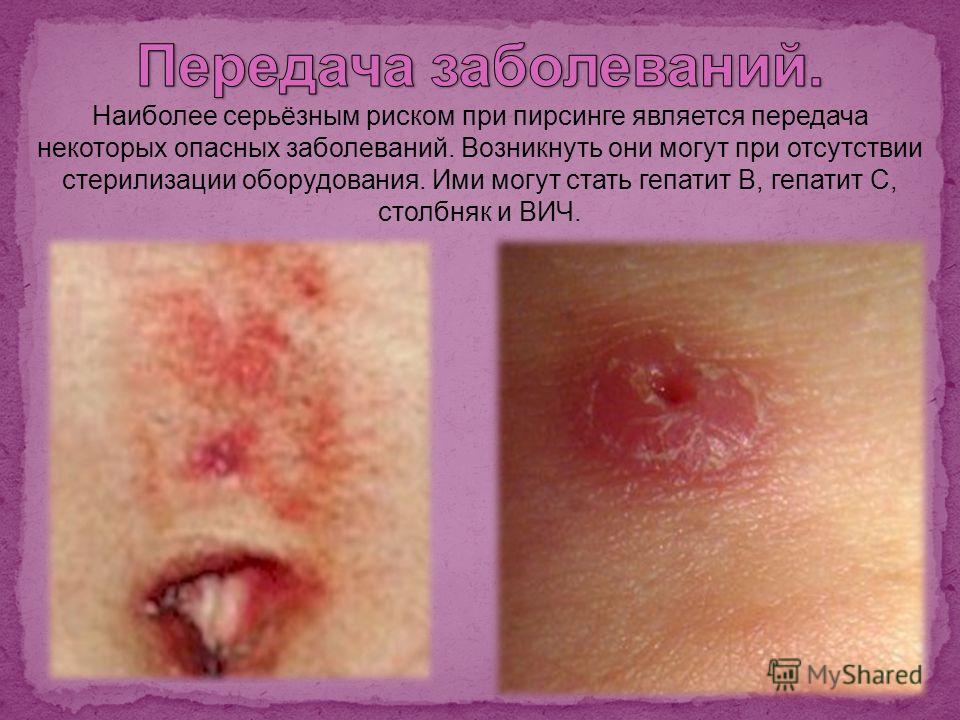 Передача заболеваний.
Наиболее серьёзным риском при пирсинге является передача
некоторых опасных заболеваний. Возникнуть они могут при отсутствии
стерилизации оборудования. Ими могут стать гепатит В, гепатит С,
столбняк и ВИЧ.
MyShared